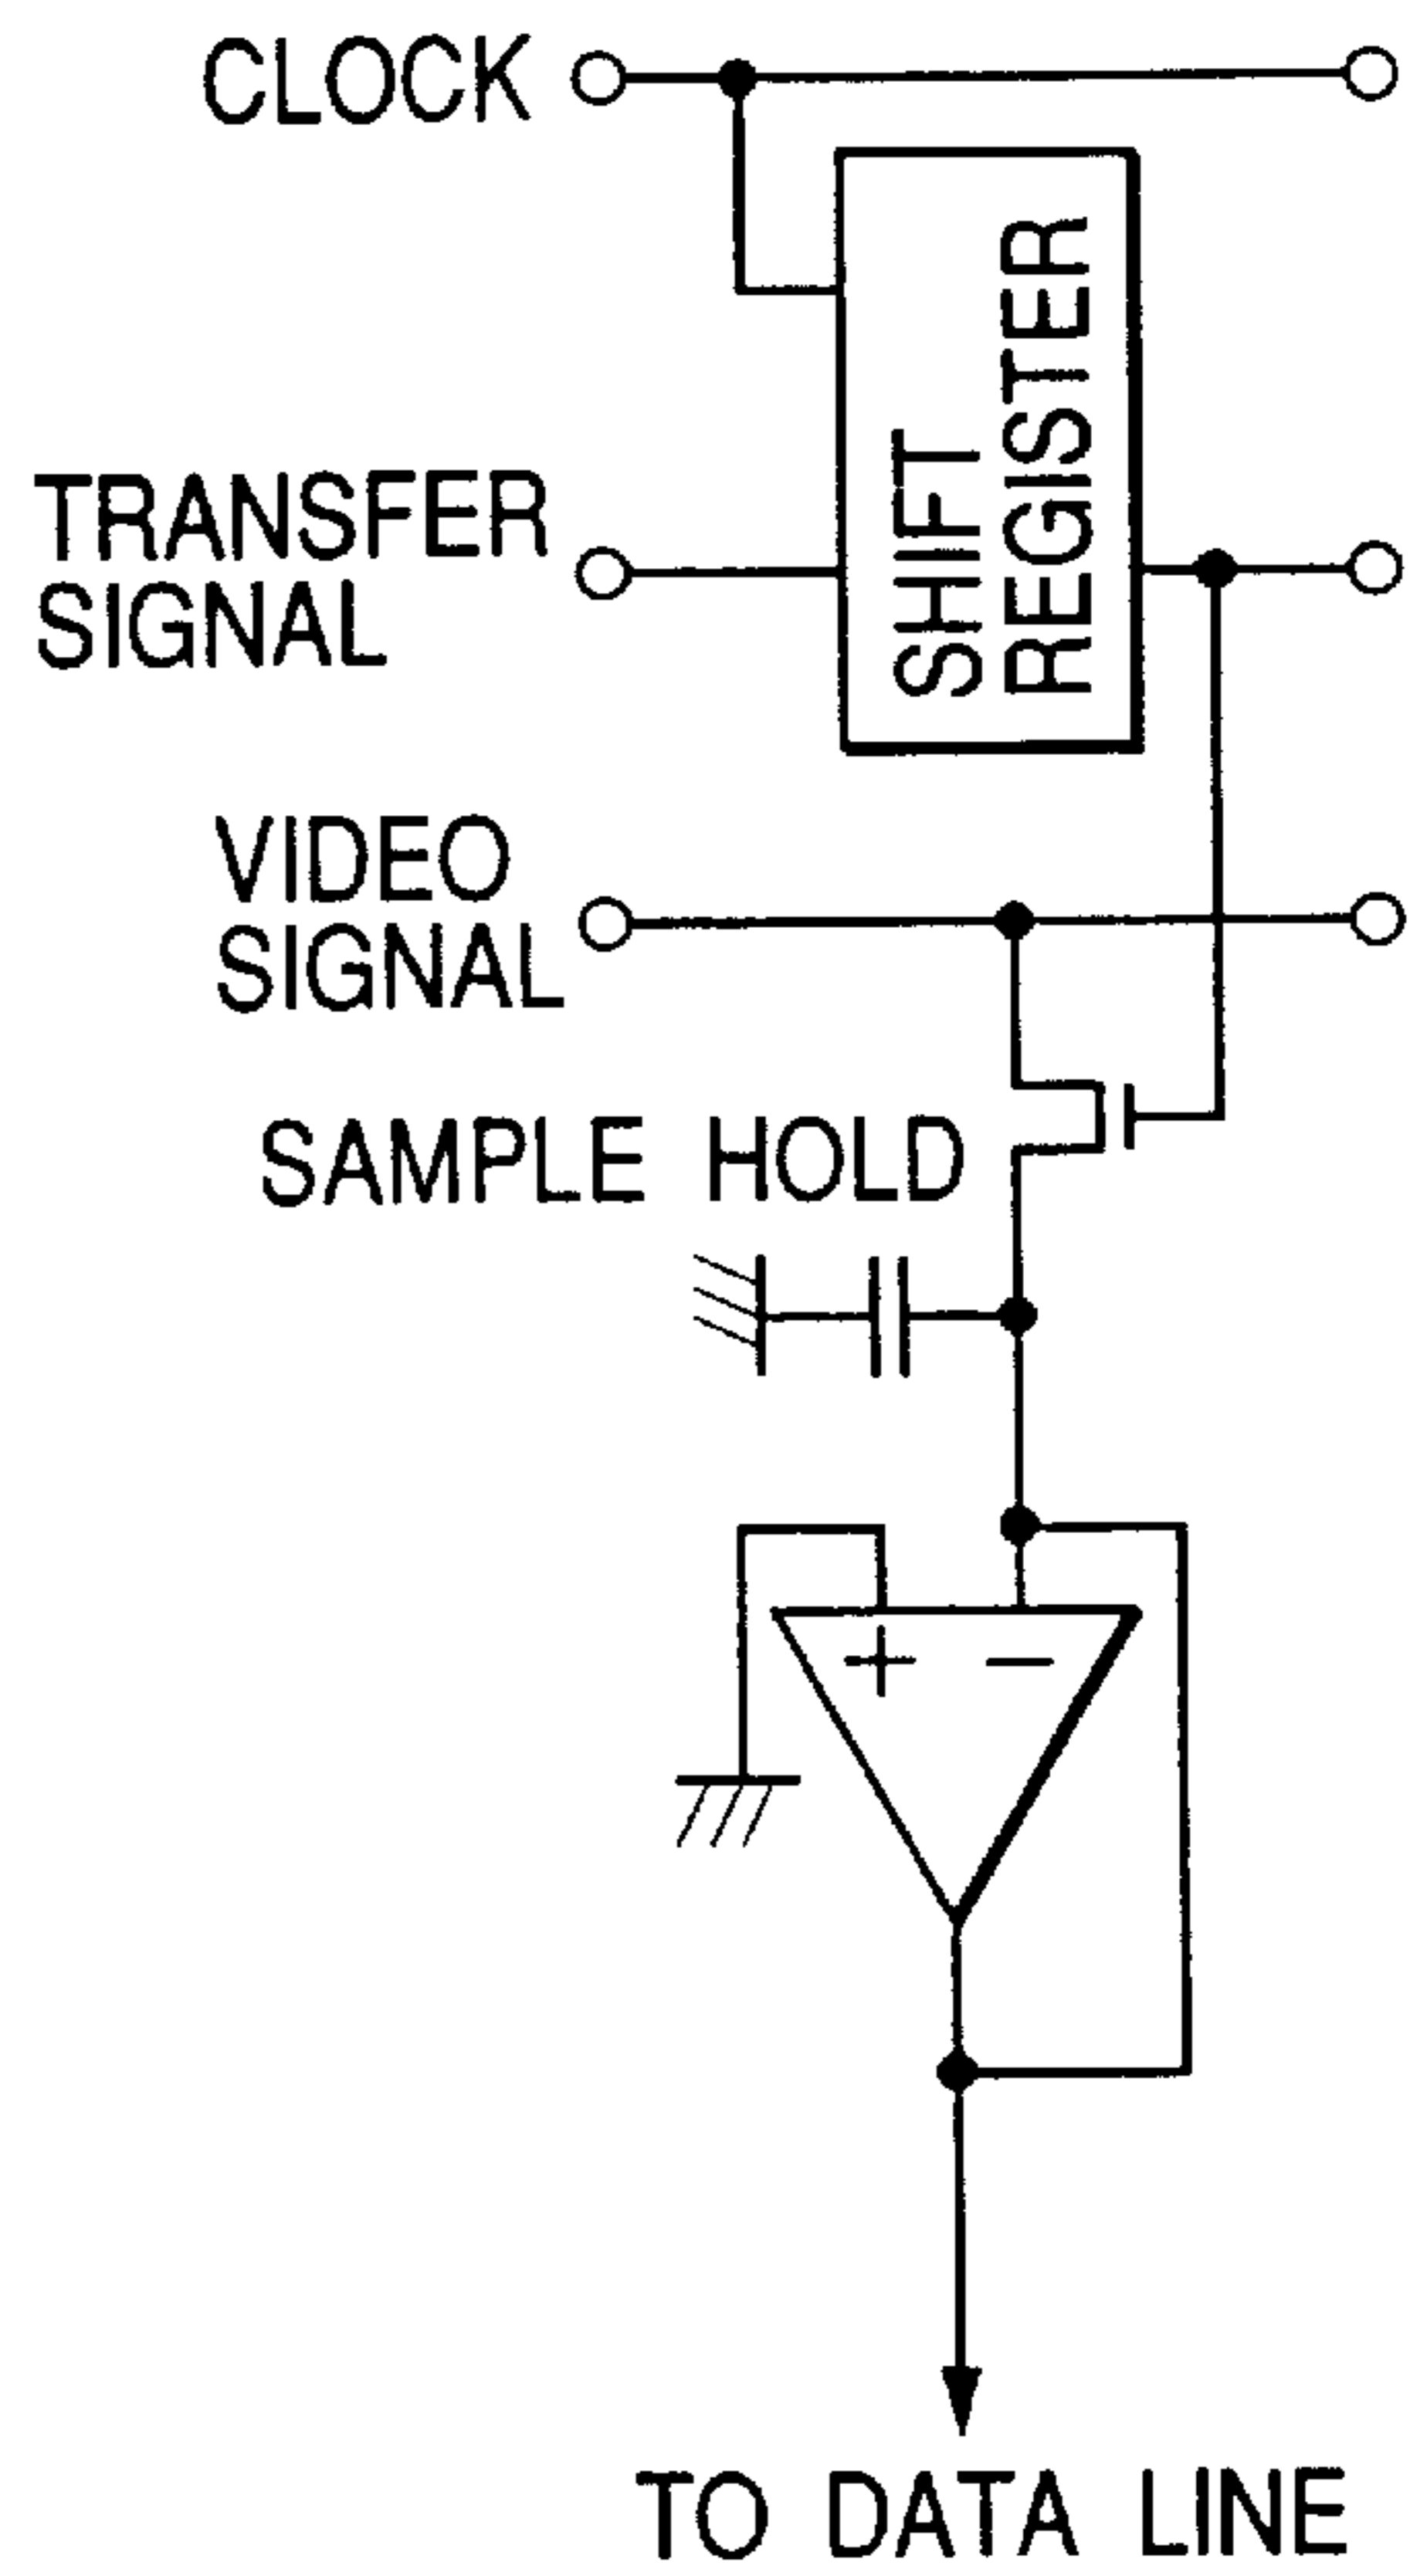 CLOCK
SHIFT
REGISTER
TRANSFER
SIGNAL
VIDEO
SIGNAL
SAMPLE HOLD
+ −
TO DATA LINE